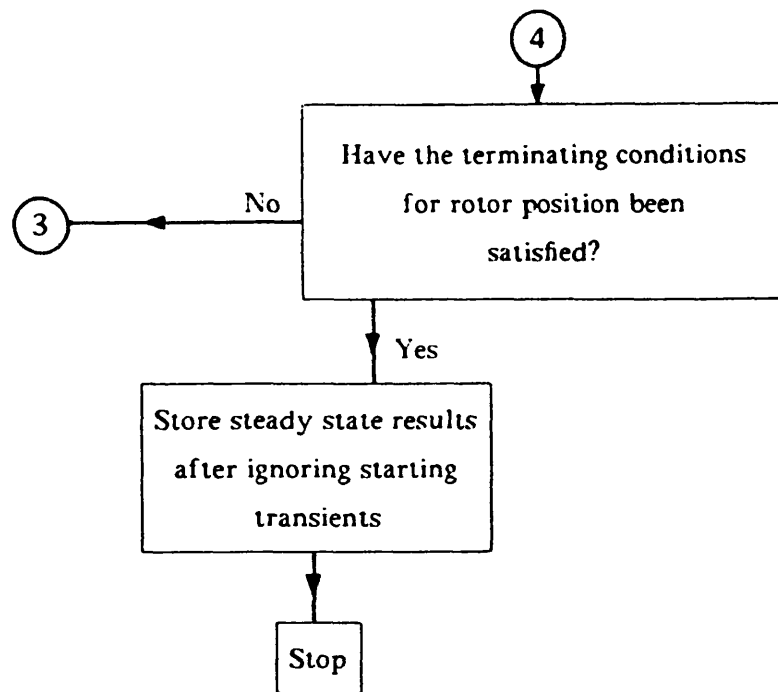 4
Have the terminating conditions
for rotor position been
satisfied?
No
3
Yes
Store steady state results
after ignoring starting
transients
Stop